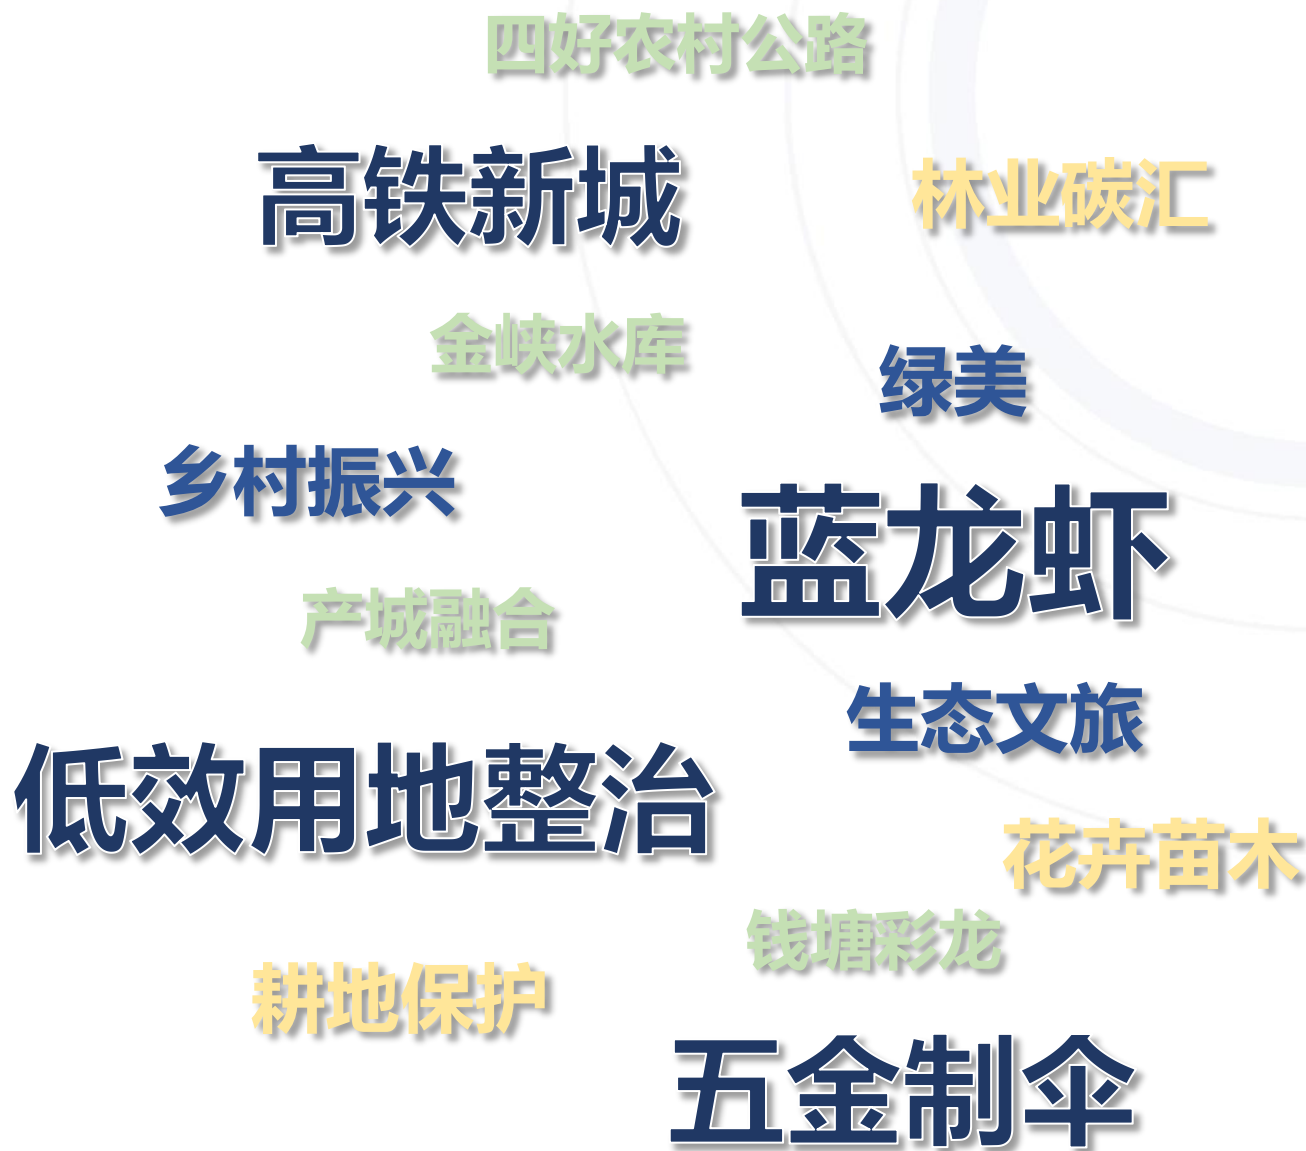 四好农村公路
高铁新城
林业碳汇
金峡水库
绿美
乡村振兴
蓝龙虾
产城融合
生态文旅
低效用地整治
花卉苗木
钱塘彩龙
耕地保护
五金制伞